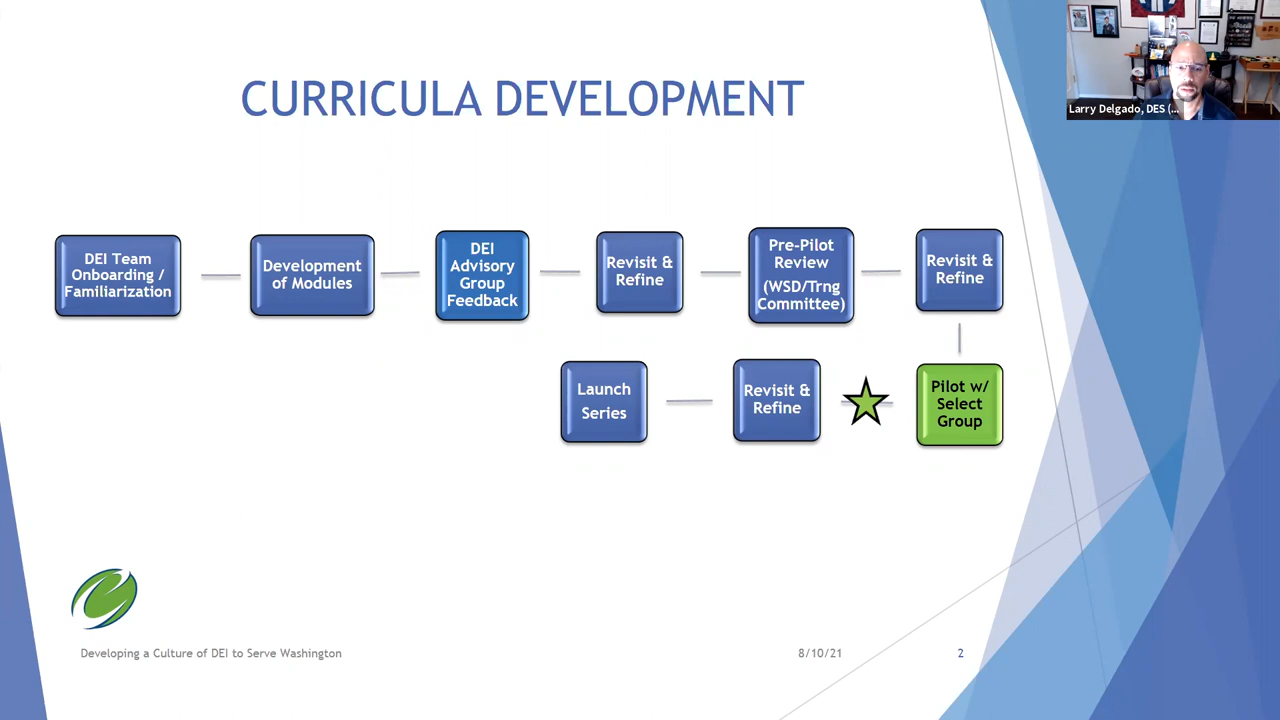 CURRICULA DEVELOPMENT
Larry Delgado, DES (...
DEI Team
Onboarding /
Familiarization
Development
of Modules
DEI
Advisory
Group
Feedback
Revisit &
Refine
Pre-Pilot
Review
(WSD/Trng
Committee)
Revisit &
Refine
Pilot w/
Select
Group
Revisit &
Refine
Launch
Series
Developing a Culture of DEI to Serve Washington
8/10/21
2